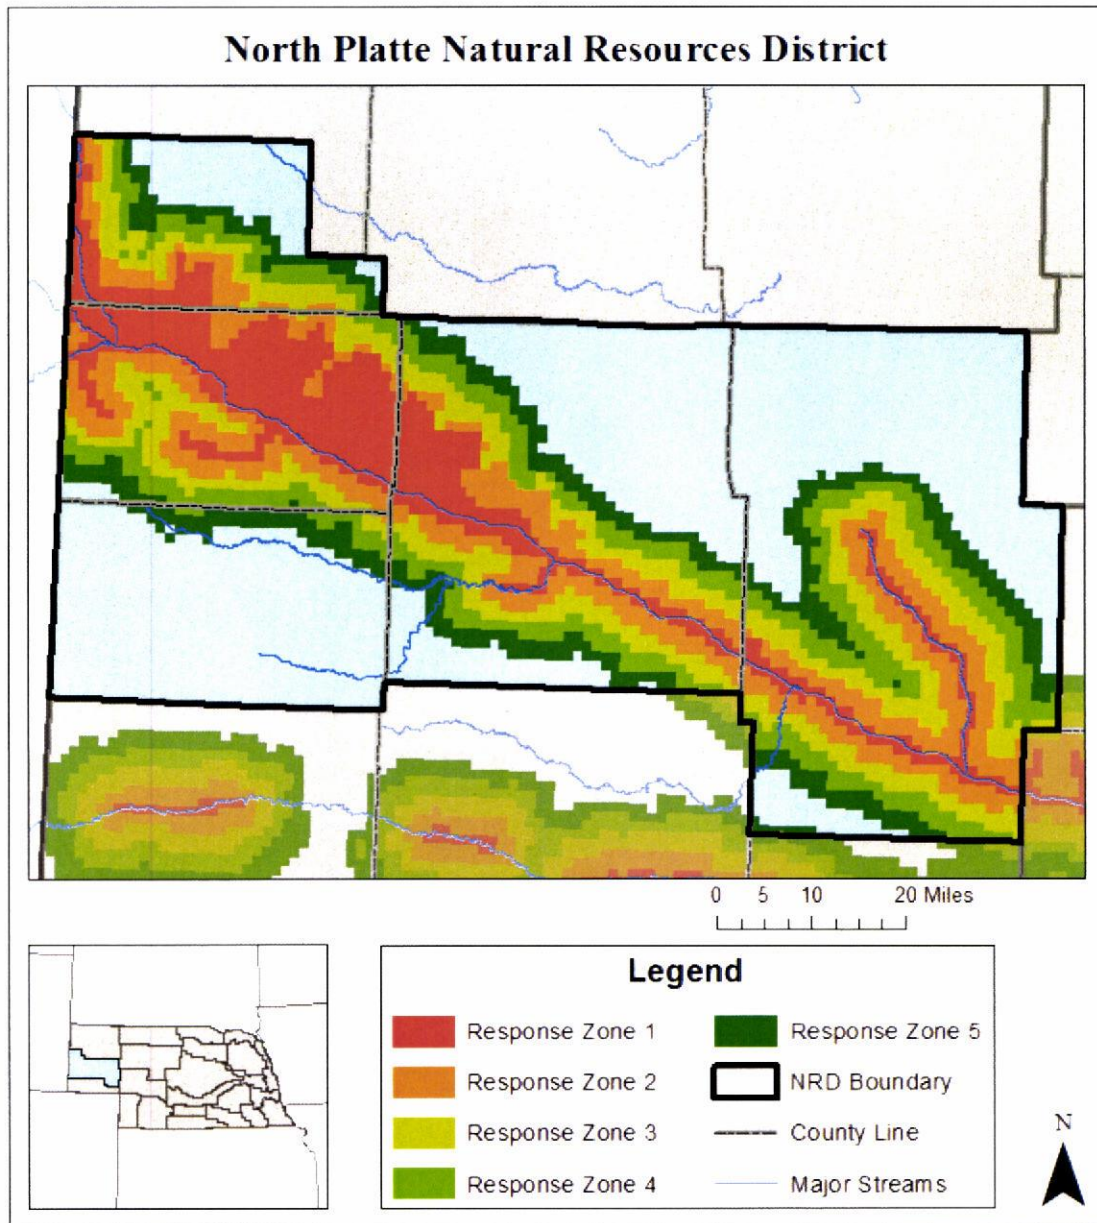 North Platte Natural Resources District
0 5 10 20 Miles
Legend
Response Zone 1
Response Zone 2
Response Zone 3
Response Zone 4
Response Zone 5
NRD Boundary
County Line
Major Streams
N